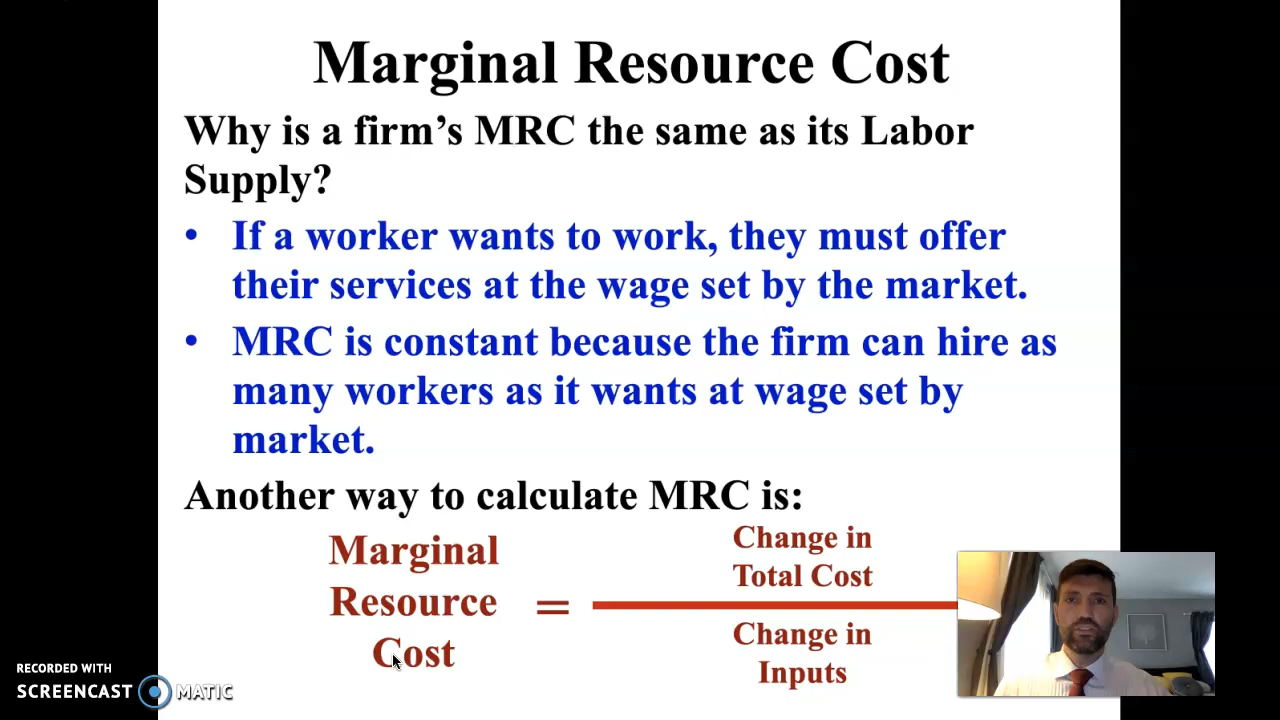 Marginal Resource Cost
Why is a firm’s MRC the same as its Labor
Supply?
• If a worker wants to work, they must offer
their services at the wage set by the market.
• MRC is constant because the firm can hire as
many workers as it wants at wage set by
market.
Another way to calculate MRC is:
Marginal
Resource
Cost
=
Change in
Total Cost
Change in
Inputs
RECORDED WITH
SCREENCAST MATIC